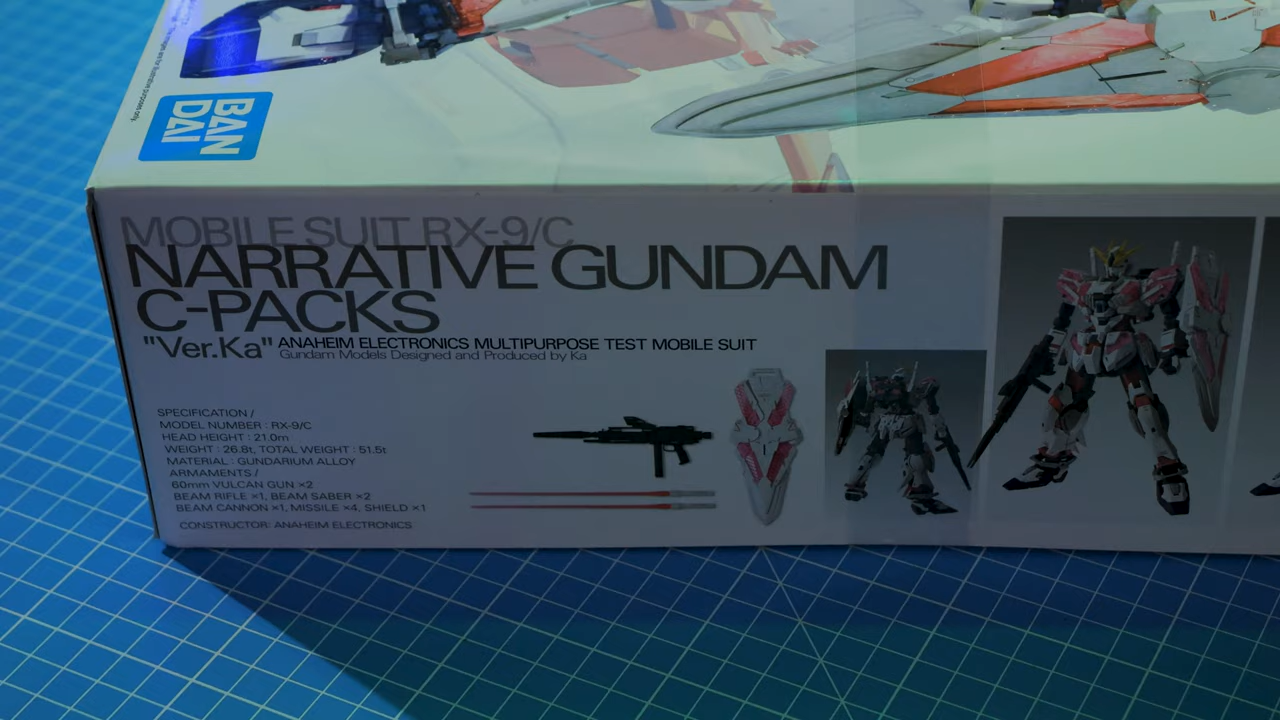 BAN
DAI
MOBILE SUIT RX-9/C
NARRATIVE GUNDAM
C-PACKS
"Ver.Ka" ANAHEIM ELECTRONICS MULTIPURPOSE TEST MOBILE SUIT
Gundam Models Designed and Produced by Ka
SPECIFICATION /
MODEL NUMBER : RX-9/C
HEAD HEIGHT : 21.0m
WEIGHT : 26.8t, TOTAL WEIGHT : 51.5t
MATERIAL : GUNDARIUM ALLOY
ARMAMENTS /
60mm VULCAN GUN ×2
BEAM RIFLE ×1, BEAM SABER ×2
BEAM CANNON ×1, MISSILE ×4, SHIELD ×1
CONSTRUCTOR: ANAHEIM ELECTRONICS